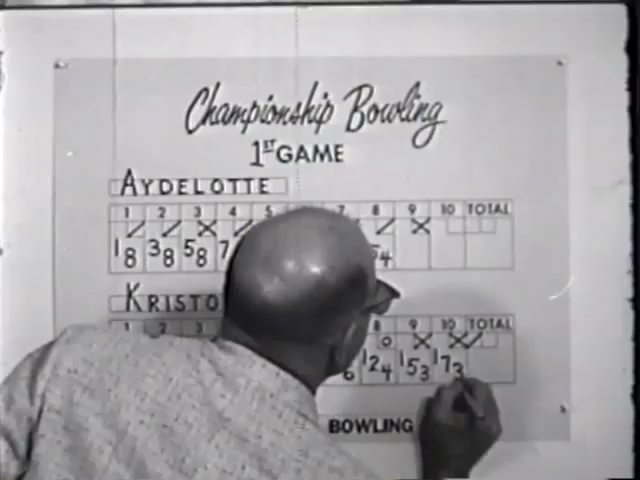 Championship Bowling
1ST GAME
AYDELOTTE
1 2 3 4 5 7 8 9 10 TOTAL
18 38 58 7 54
KRISTO
1 2 3 8 9 10 TOTAL
6 124 153 173
BOWLING